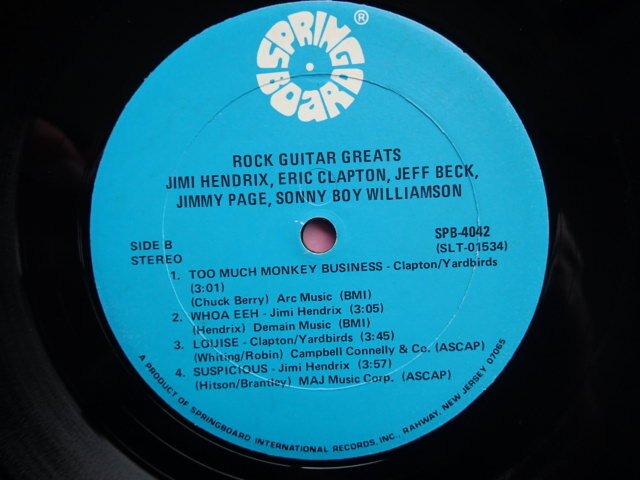 SPRING
BOARD
®
ROCK GUITAR GREATS
JIMI HENDRIX, ERIC CLAPTON, JEFF BECK,
JIMMY PAGE, SONNY BOY WILLIAMSON
SIDE B
STEREO
SPB-4042
(SLT-01534)
1. TOO MUCH MONKEY BUSINESS - Clapton/Yardbirds
(3:01)
(Chuck Berry) Arc Music (BMI)
2. WHOA EEH - Jimi Hendrix (3:05)
(Hendrix) Demain Music (BMI)
3. LOUISE - Clapton/Yardbirds (3:45)
(Whiting/Robin) Campbell Connelly & Co. (ASCAP)
4. SUSPICIOUS - Jimi Hendrix (3:57)
(Hitson/Brantley) MAJ Music Corp. (ASCAP)
A PRODUCT OF SPRINGBOARD INTERNATIONAL RECORDS, INC., RAHWAY, NEW JERSEY 07065